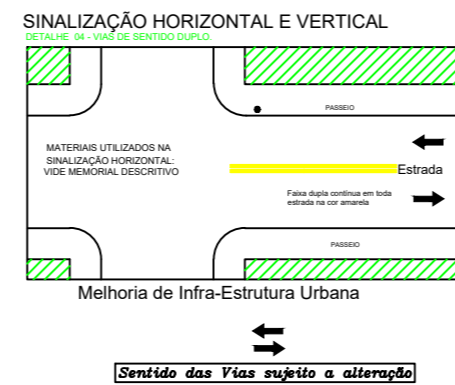 SINALIZAÇÃO HORIZONTAL E VERTICAL
DETALHE 04 - VIAS DE SENTIDO DUPLO:
PASSEIO
MATERIAIS UTILIZADOS NA
SINALIZAÇÃO HORIZONTAL:
VIDE MEMORIAL DESCRITIVO
Estrada
Faixa dupla contínua em toda
estrada na cor amarela
PASSEIO
Melhoria de Infra-Estrutura Urbana
Sentido das Vias sujeito a alteração